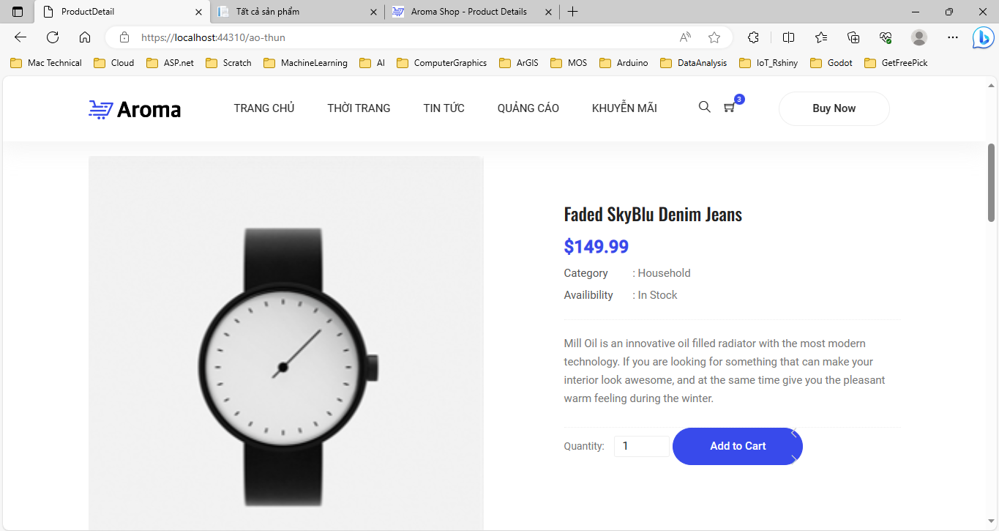 ProductDetail
Tất cả sản phẩm
Aroma Shop - Product Details
https://localhost:44310/ao-thun
Mac Technical
Cloud
ASP.net
Scratch
MachineLearning
AI
ComputerGraphics
ArGIS
MOS
Arduino
DataAnalysis
IoT_Rshiny
Godot
GetFreePick
Aroma
TRANG CHỦ
THỜI TRANG
TIN TỨC
QUẢNG CÁO
KHUYỄN MÃI
3
Buy Now
Faded SkyBlu Denim Jeans
$149.99
Category : Household
Availibility : In Stock
Mill Oil is an innovative oil filled radiator with the most modern
technology. If you are looking for something that can make your
interior look awesome, and at the same time give you the pleasant
warm feeling during the winter.
Quantity: 1 Add to Cart